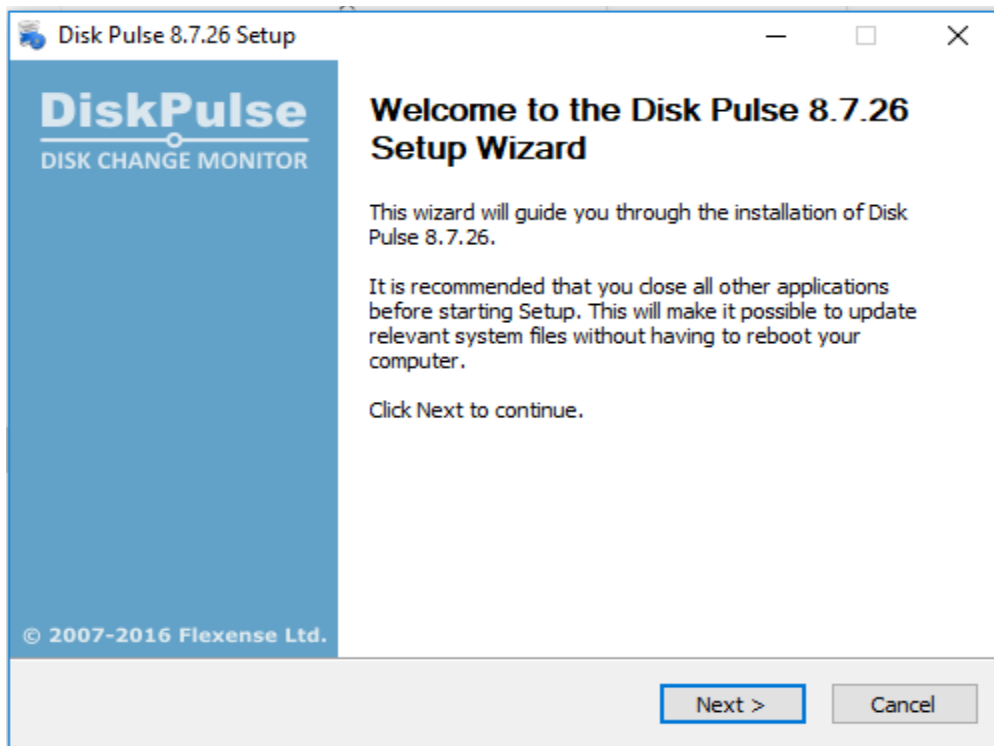 Disk Pulse 8.7.26 Setup
DiskPulse
DISK CHANGE MONITOR
Welcome to the Disk Pulse 8.7.26
Setup Wizard
This wizard will guide you through the installation of Disk
Pulse 8.7.26.
It is recommended that you close all other applications
before starting Setup. This will make it possible to update
relevant system files without having to reboot your
computer.
Click Next to continue.
© 2007-2016 Flexense Ltd.
Next >
Cancel